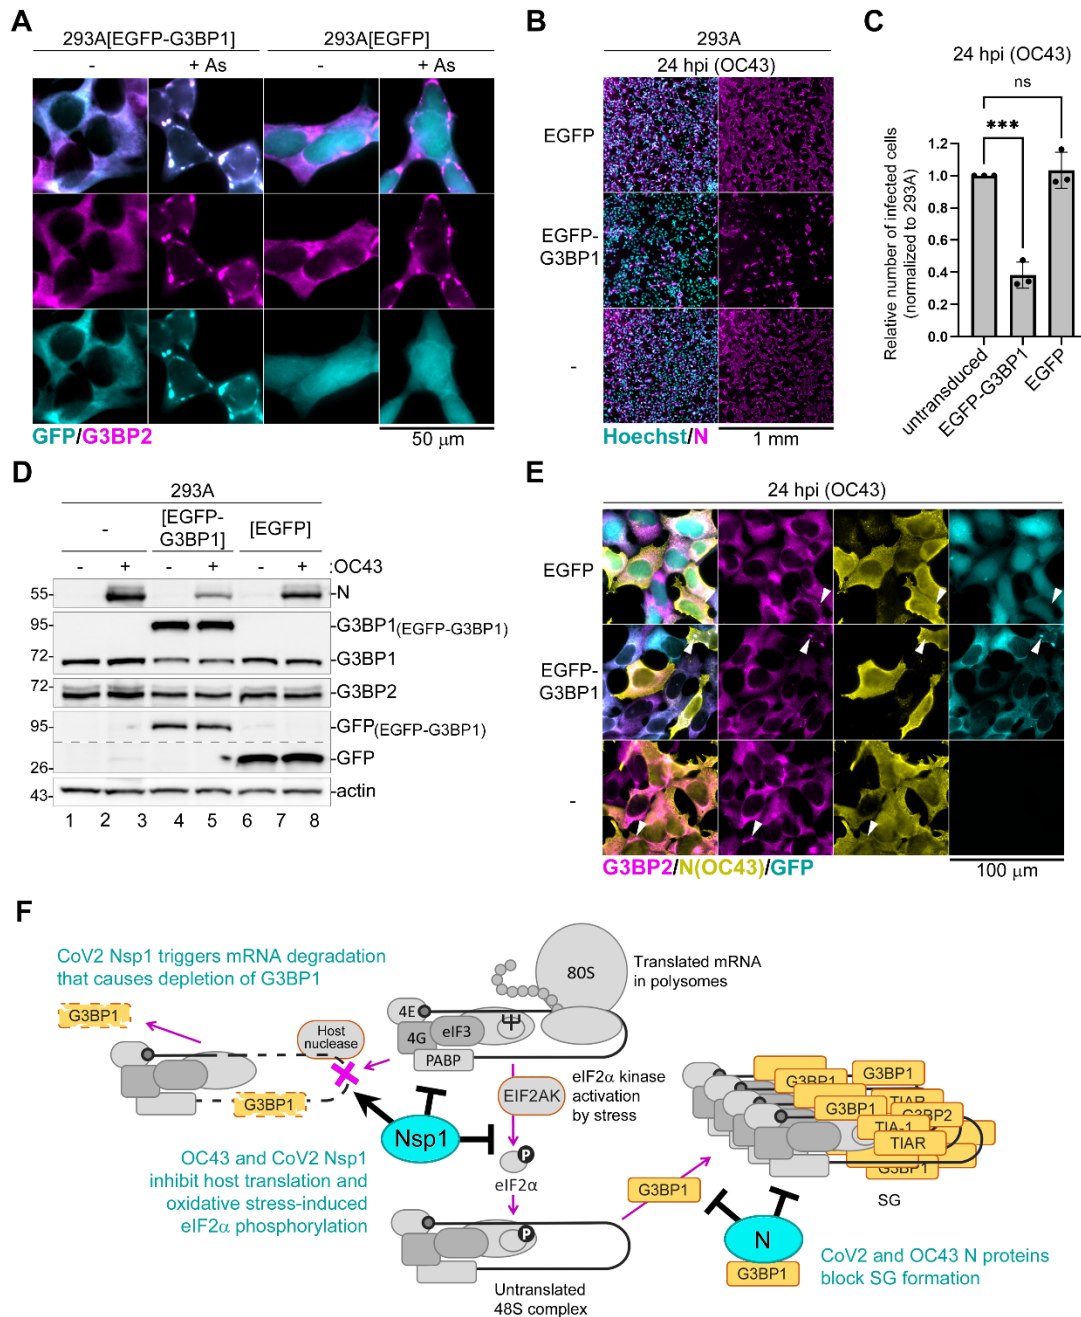 A
293A[EGFP-G3BP1]
293A[EGFP]
-
+ As
-
+ As
GFP/G3BP2
50 μm
B
293A
24 hpi (OC43)
EGFP
EGFP-
G3BP1
-
Hoechst/N
1 mm
C
24 hpi (OC43)
ns
***
Relative number of infected cells
(normalized to 293A)
1.2
1.0
0.8
0.6
0.4
0.2
0.0
untransduced
EGFP-G3BP1
EGFP
D
293A
-
[EGFP-
G3BP1]
[EGFP]
- + - + - + :OC43
55- -N
95- -G3BP1(EGFP-G3BP1)
72- -G3BP1
72- -G3BP2
95- -GFP(EGFP-G3BP1)
26- -GFP
43- -actin
1 2 3 4 5 6 7 8
E
24 hpi (OC43)
EGFP
EGFP-
G3BP1
-
G3BP2/N(OC43)/GFP
100 μm
F
CoV2 Nsp1 triggers mRNA degradation
that causes depletion of G3BP1
G3BP1
Host
nuclease
G3BP1
4E
4G
eIF3
PABP
80S
Translated mRNA
in polysomes
EIF2AK
eIF2α kinase
activation
by stress
Nsp1
P
eIF2α
OC43 and CoV2 Nsp1
inhibit host translation and
oxidative stress-induced
eIF2α phosphorylation
P
Untranslated
48S complex
G3BP1
G3BP1
G3BP1
TIAR
G3BP1
G3BP2
TIA-1
TIAR
G3BP1
SG
N
G3BP1
CoV2 and OC43 N proteins
block SG formation